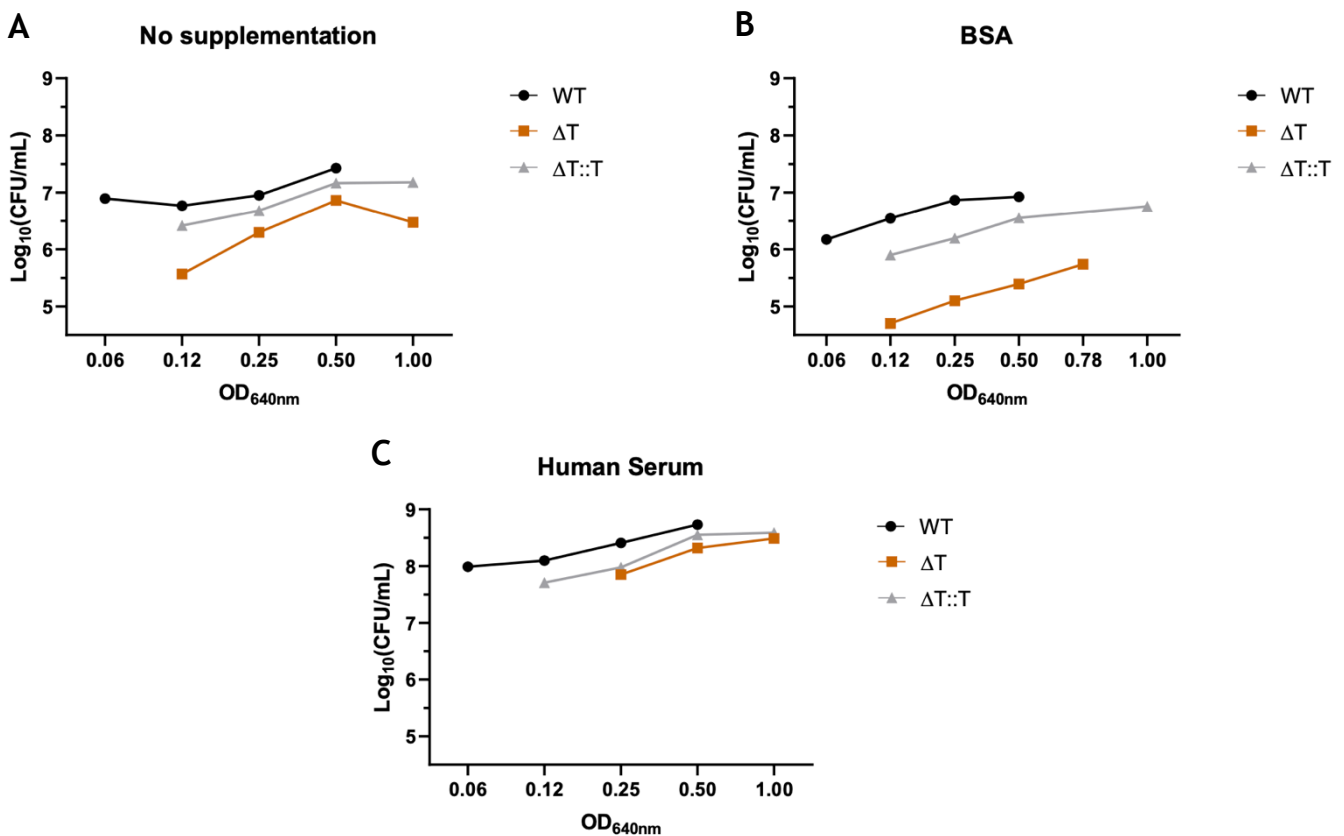 A
No supplementation
9
8
7
6
5
Log10(CFU/mL)
0.06 0.12 0.25 0.50 1.00
OD640nm
WT
ΔT
ΔT::T
B
BSA
9
8
7
6
5
Log10(CFU/mL)
0.06 0.12 0.25 0.50 0.78 1.00
OD640nm
WT
ΔT
ΔT::T
C
Human Serum
9
8
7
6
5
Log10(CFU/mL)
0.06 0.12 0.25 0.50 1.00
OD640nm
WT
ΔT
ΔT::T